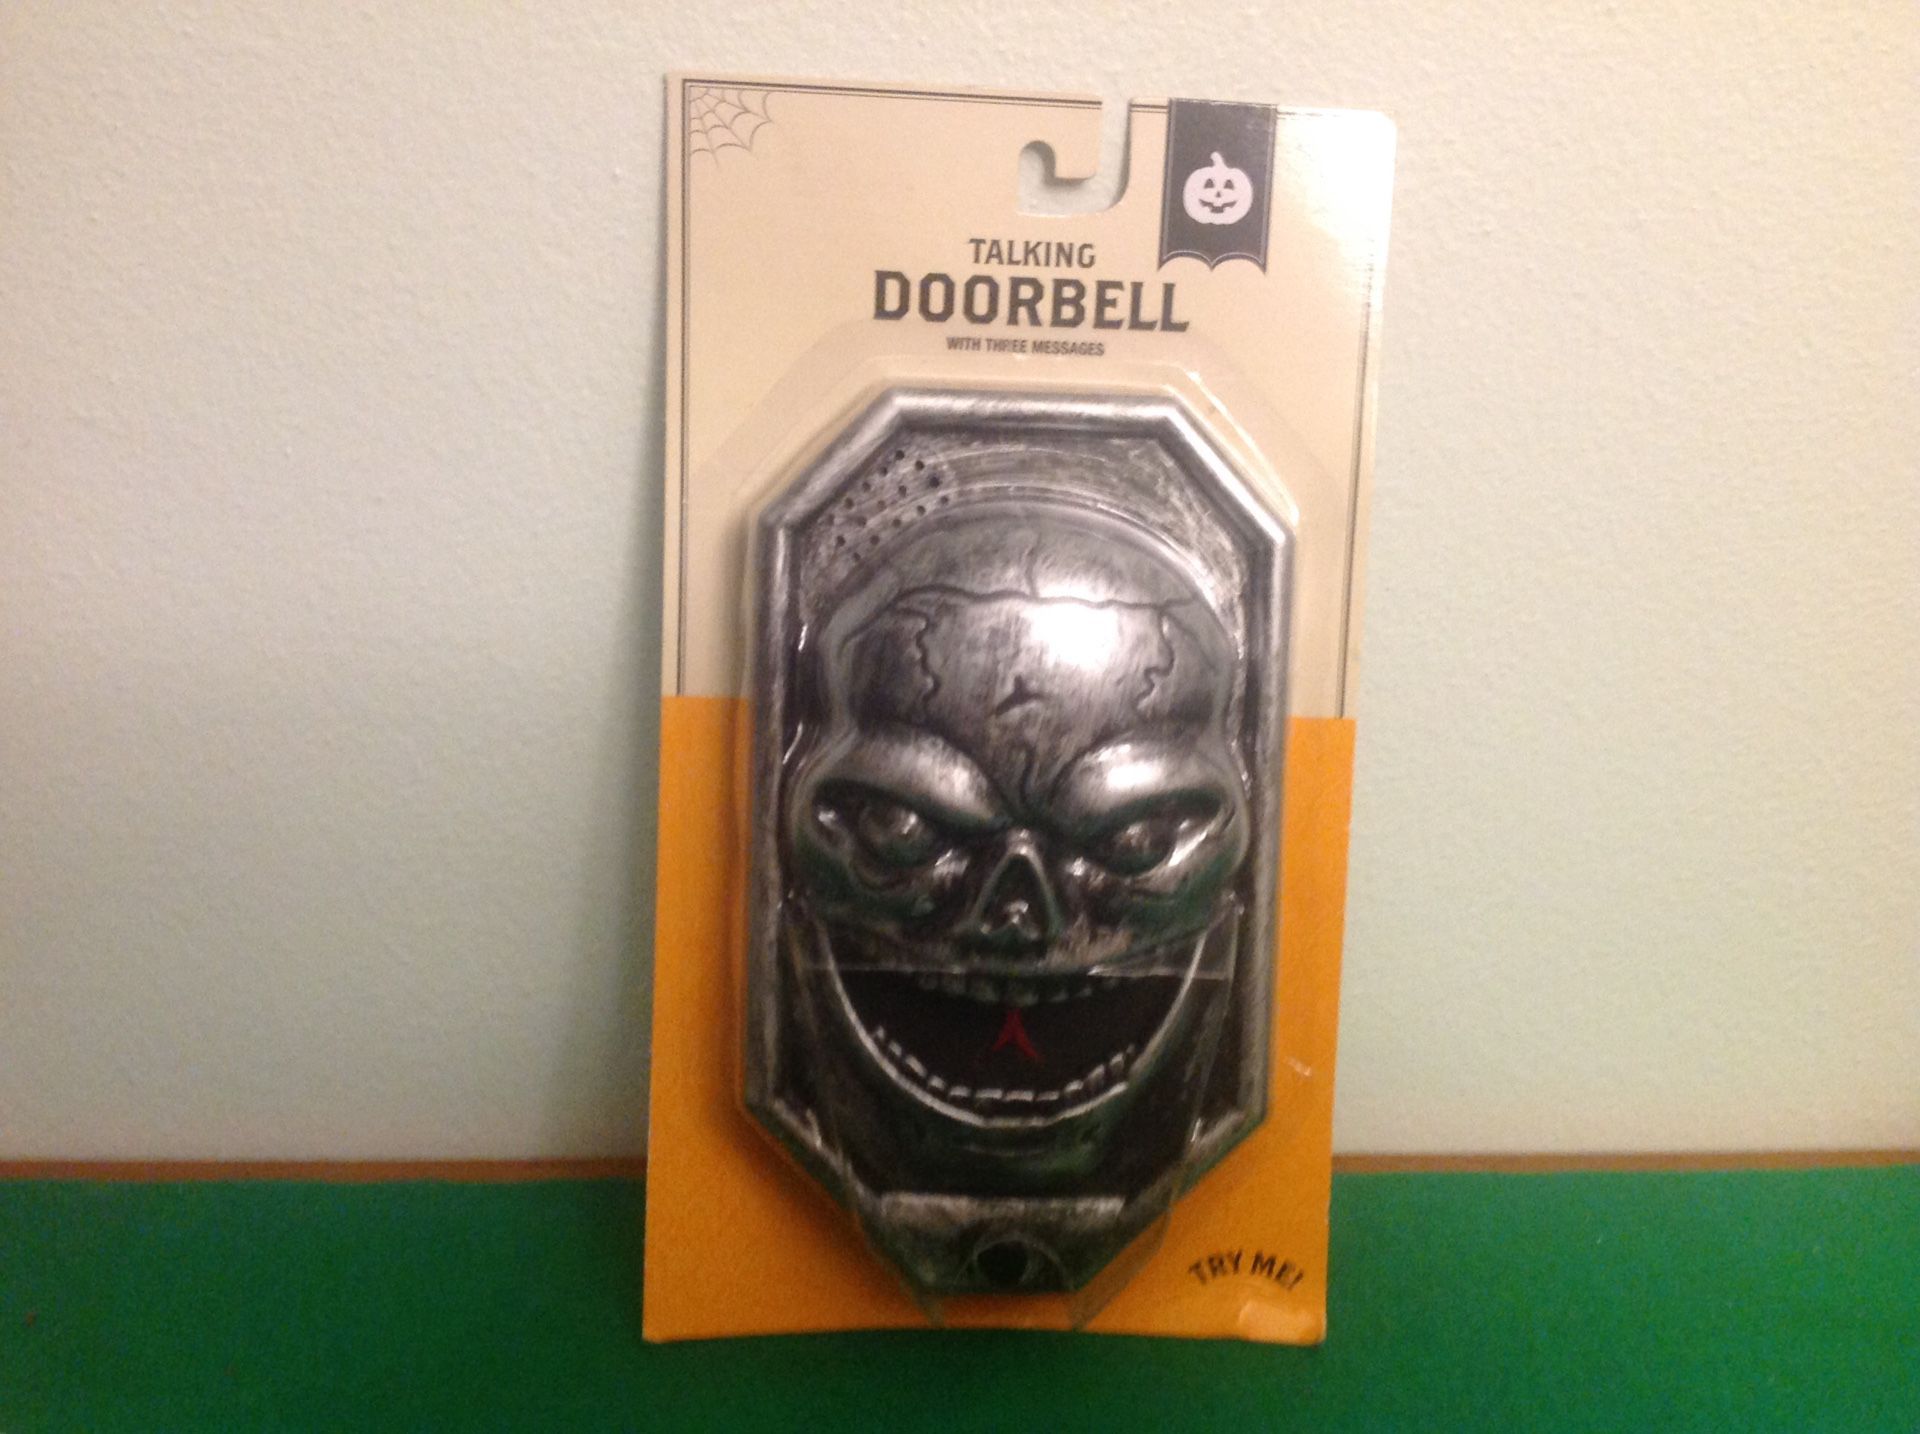 TALKING
DOORBELL
WITH THREE MESSAGES
TRY ME!